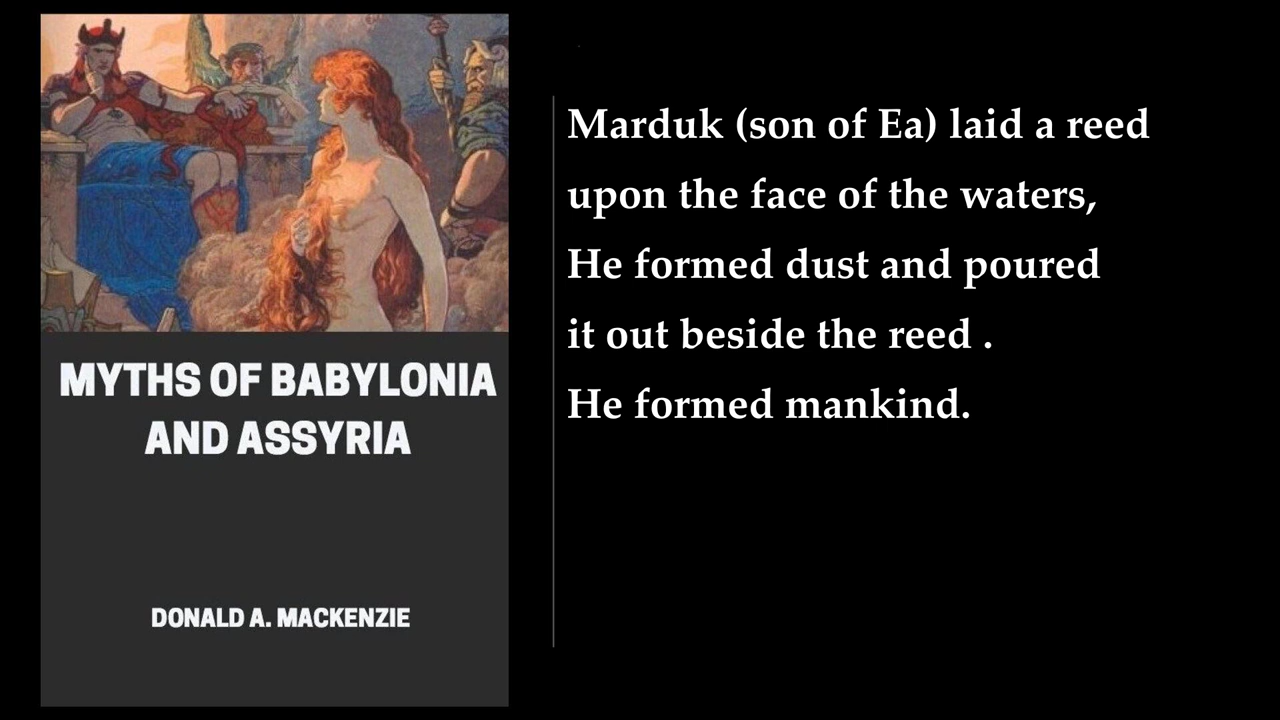 MYTHS OF BABYLONIA
AND ASSYRIA
DONALD A. MACKENZIE
Marduk (son of Ea) laid a reed
upon the face of the waters,
He formed dust and poured
it out beside the reed .
He formed mankind.